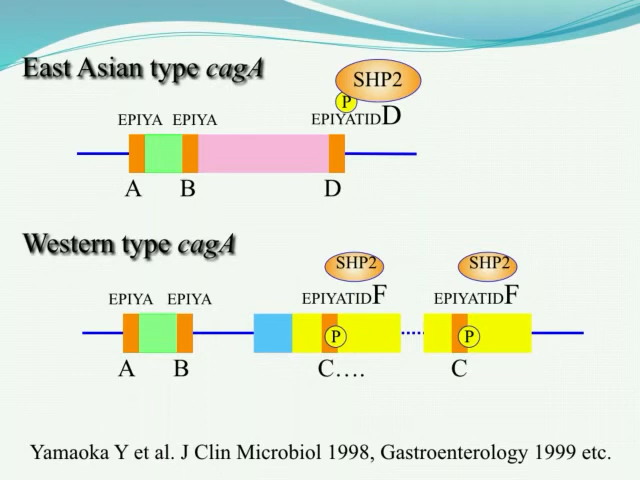 East Asian type cagA
SHP2
P
EPIYA EPIYA EPIYATIDD
A B D
Western type cagA
SHP2 SHP2
EPIYA EPIYA EPIYATIDF EPIYATIDF
P P
A B C…. C
Yamaoka Y et al. J Clin Microbiol 1998, Gastroenterology 1999 etc.